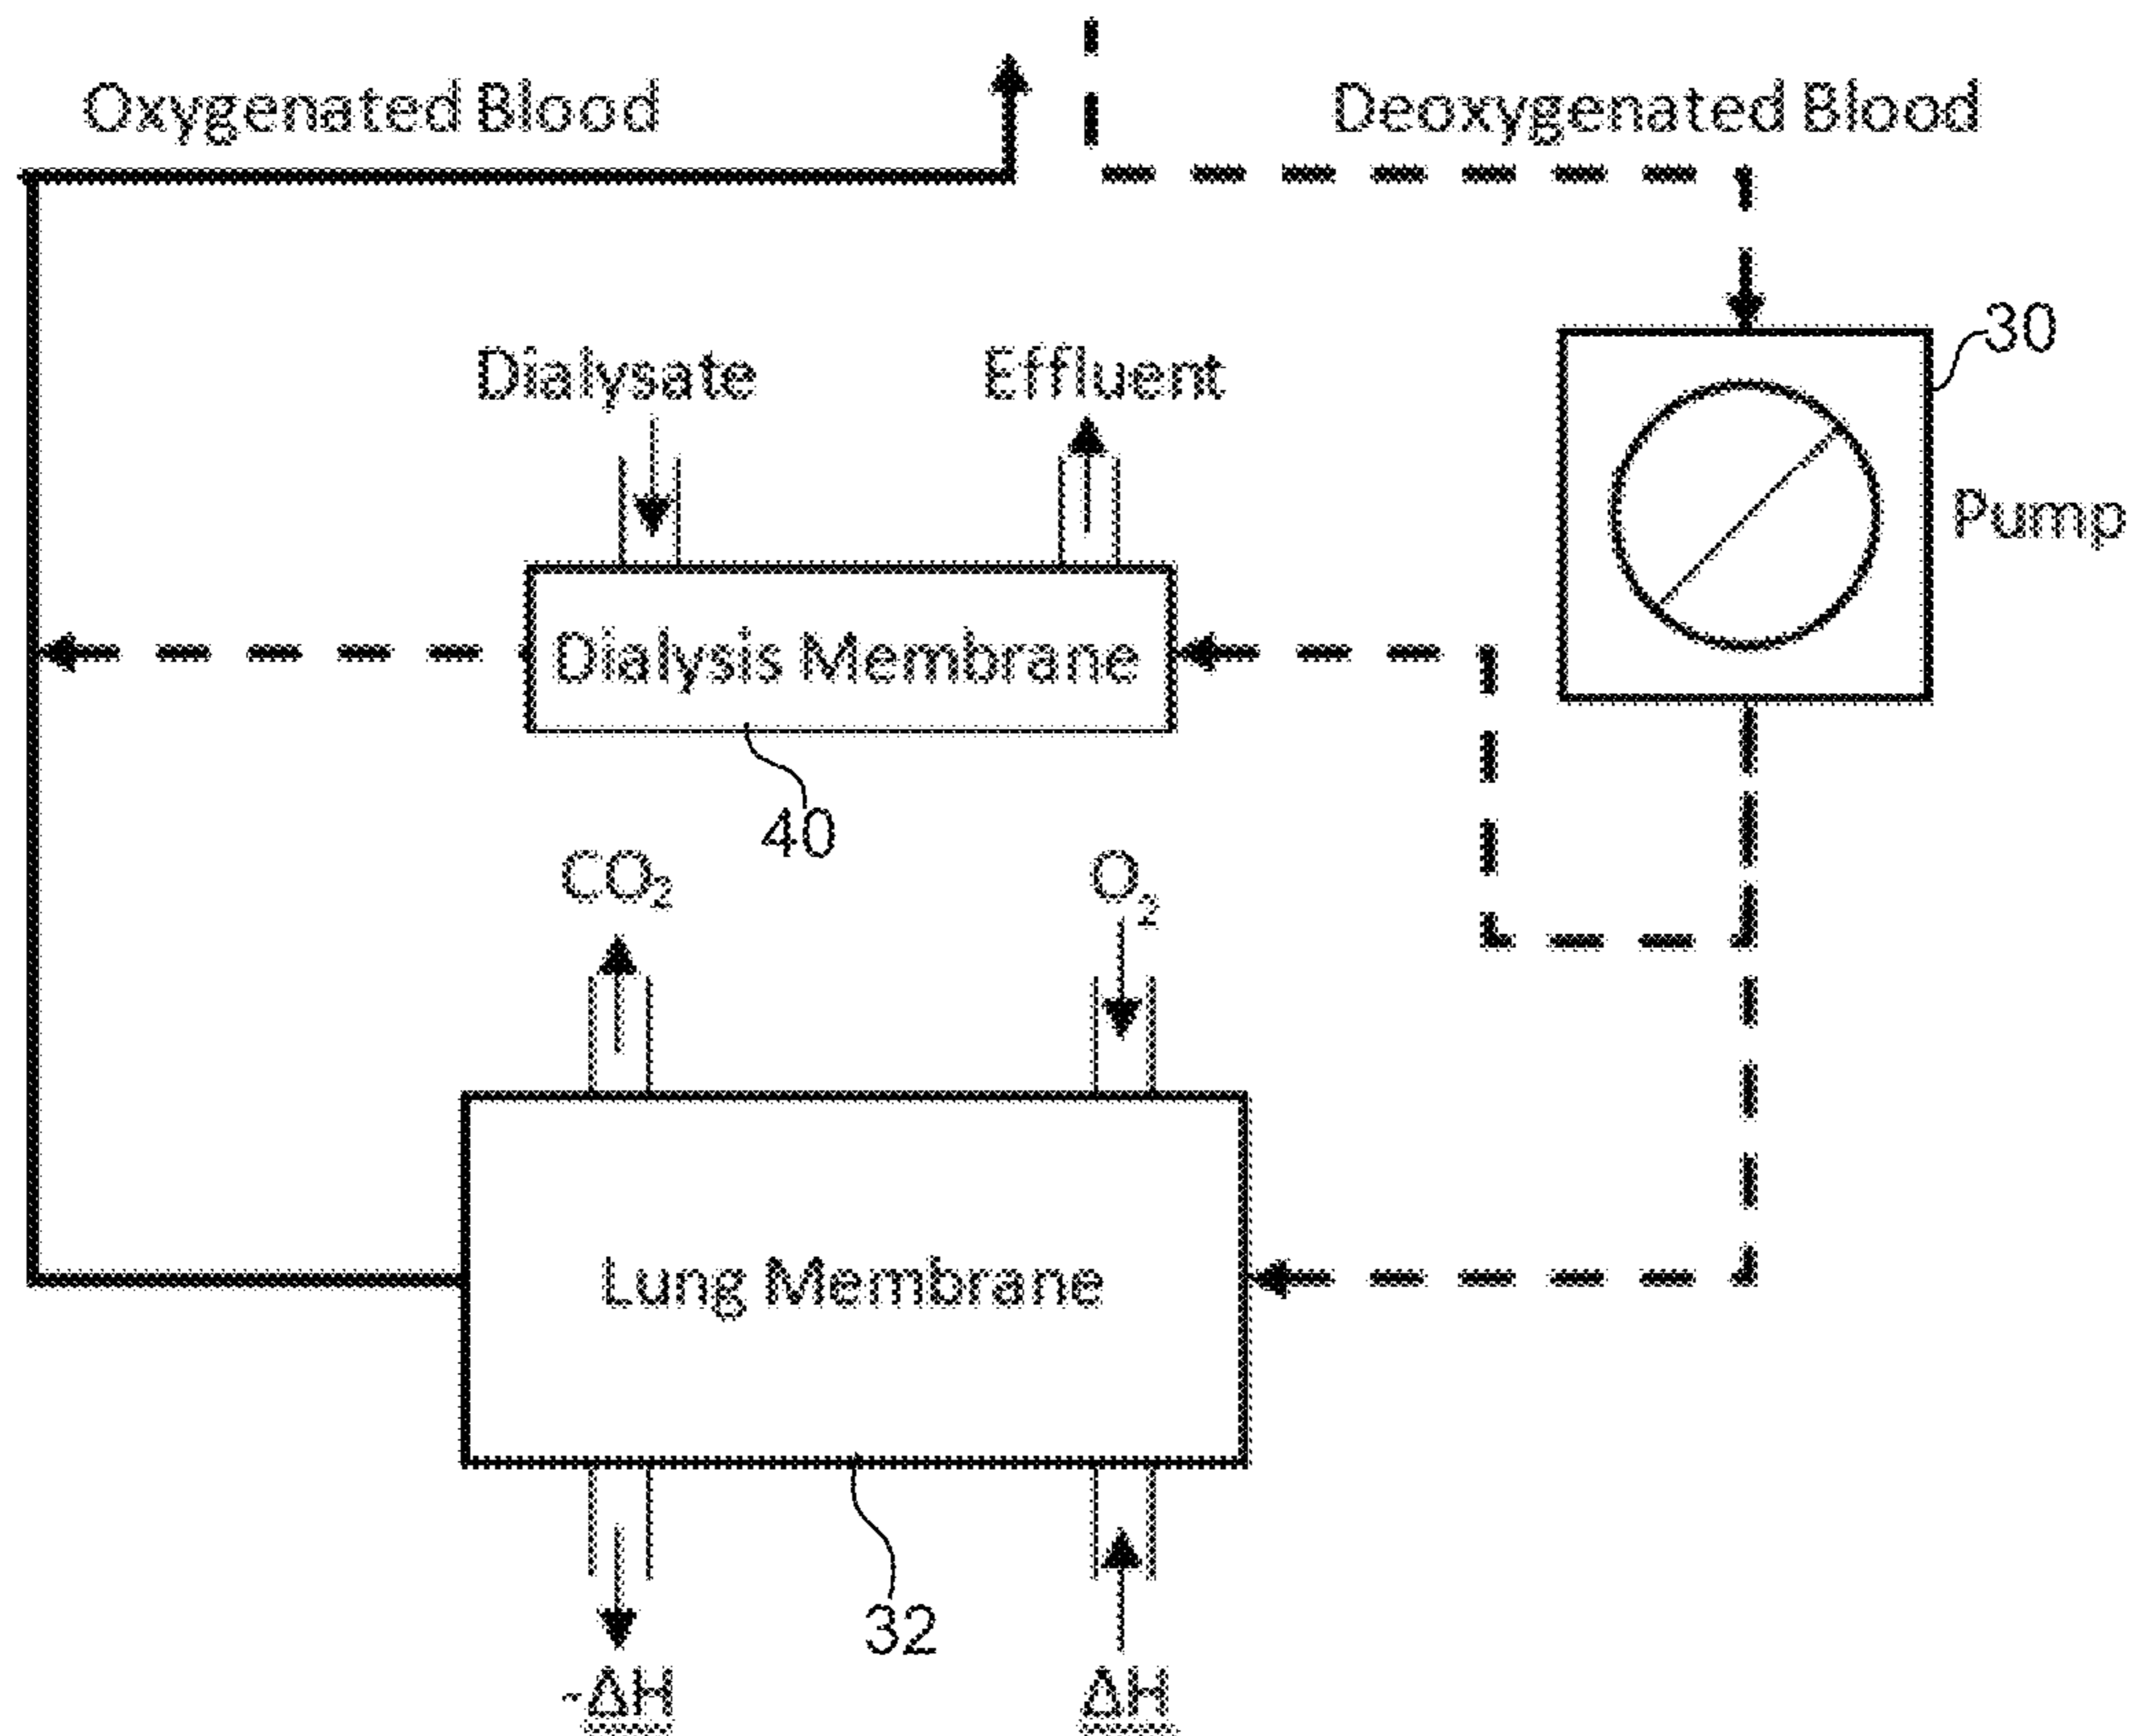 Oxygenated Blood
Deoxygenated Blood
30
Dialysate
Effluent
Pump
Dialysis Membrane
40
CO₂
O₂
Lung Membrane
32
-ΔH
ΔH